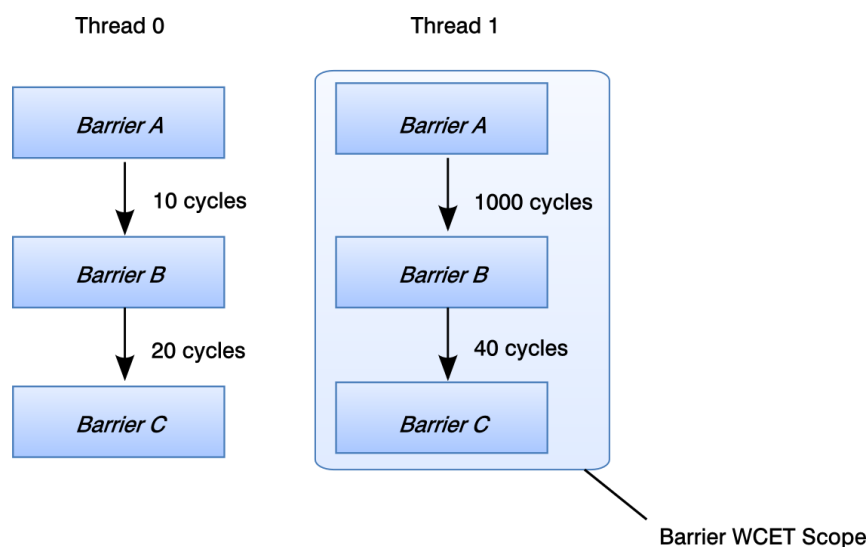 Thread 0
Thread 1
Barrier A
Barrier A
10 cycles
1000 cycles
Barrier B
Barrier B
20 cycles
40 cycles
Barrier C
Barrier C
Barrier WCET Scope